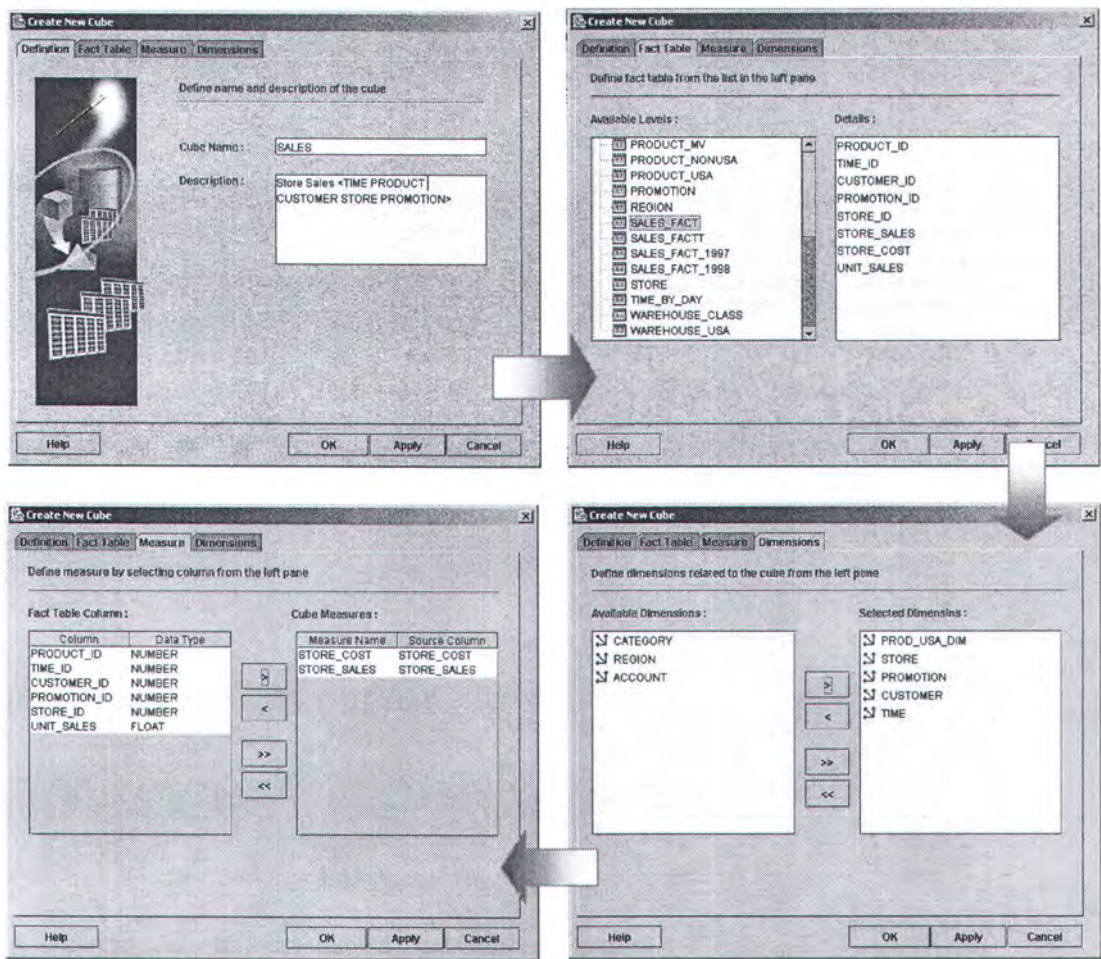 Create New Cube
Definition Fact Table Measure Dimensions
Define name and description of the cube
Cube Name :
SALES
Description :
Store Sales <TIME PRODUCT
CUSTOMER STORE PROMOTION>
Help OK Apply Cancel
Create New Cube
Definition Fact Table Measure Dimensions
Define fact table from the list in the left pane
Available Levels :
PRODUCT_MV
PRODUCT_NONUSA
PRODUCT_USA
PROMOTION
REGION
SALES_FACT
SALES_FACTT
SALES_FACT_1997
SALES_FACT_1998
STORE
TIME_BY_DAY
WAREHOUSE_CLASS
WAREHOUSE_USA
Details :
PRODUCT_ID
TIME_ID
CUSTOMER_ID
PROMOTION_ID
STORE_ID
STORE_SALES
STORE_COST
UNIT_SALES
Help OK Apply cel
Create New Cube
Definition Fact Table Measure Dimensions
Define measure by selecting column from the left pane
Fact Table Column :
Column Data Type
PRODUCT_ID NUMBER
TIME_ID NUMBER
CUSTOMER_ID NUMBER
PROMOTION_ID NUMBER
STORE_ID NUMBER
UNIT_SALES FLOAT
>
<
>>
<<
Cube Measures :
Measure Name Source Column
STORE_COST STORE_COST
STORE_SALES STORE_SALES
Help OK Apply Cancel
Create New Cube
Definition Fact Table Measure Dimensions
Define dimensions related to the cube from the left pane
Available Dimensions :
CATEGORY
REGION
ACCOUNT
>
<
>>
<<
Selected Dimensins :
PROD_USA_DIM
STORE
PROMOTION
CUSTOMER
TIME
Help OK Apply Cancel